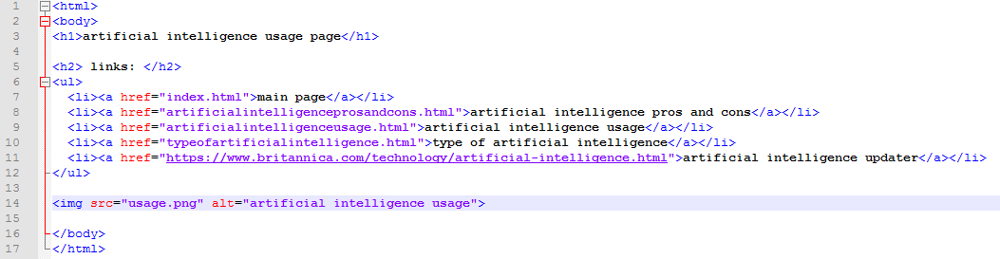 1 <html>
2 <body>
3 <h1>artificial intelligence usage page</h1>
4
5 <h2> links: </h2>
6 <ul>
7 <li><a href="index.html">main page</a></li>
8 <li><a href="artificialintelligenceprosandcons.html">artificial intelligence pros and cons</a></li>
9 <li><a href="artificialintelligenceusage.html">artificial intelligence usage</a></li>
10 <li><a href="typeofartificialintelligence.html">type of artificial intelligence</a></li>
11 <li><a href="https://www.britannica.com/technology/artificial-intelligence.html">artificial intelligence updater</a></li>
12 </ul>
13
14 <img src="usage.png" alt="artificial intelligence usage">
15
16 </body>
17 </html>